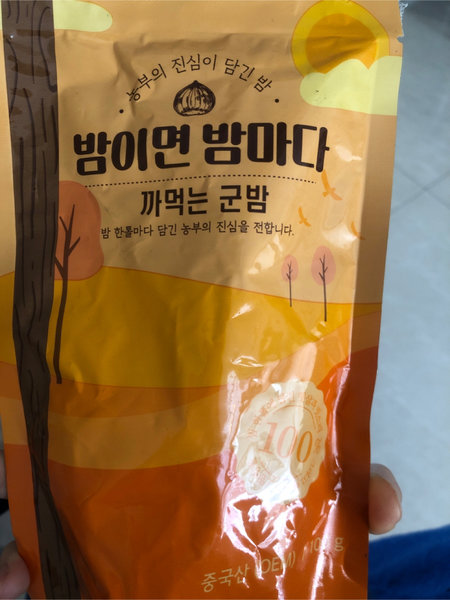 농부의 진심이 담긴 밤
밤이면 밤마다
까먹는 군밤
밤 한톨마다 담긴 농부의 진심을 전합니다.
100
중국산 (OEM)